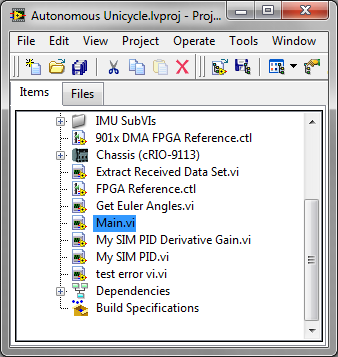 Autonomous Unicycle.lvproj - Proj...
File Edit View Project Operate Tools Window
Items Files
IMU SubVIs
901x DMA FPGA Reference.ctl
Chassis (cRIO-9113)
Extract Received Data Set.vi
FPGA Reference.ctl
Get Euler Angles.vi
Main.vi
My SIM PID Derivative Gain.vi
My SIM PID.vi
test error vi.vi
Dependencies
Build Specifications